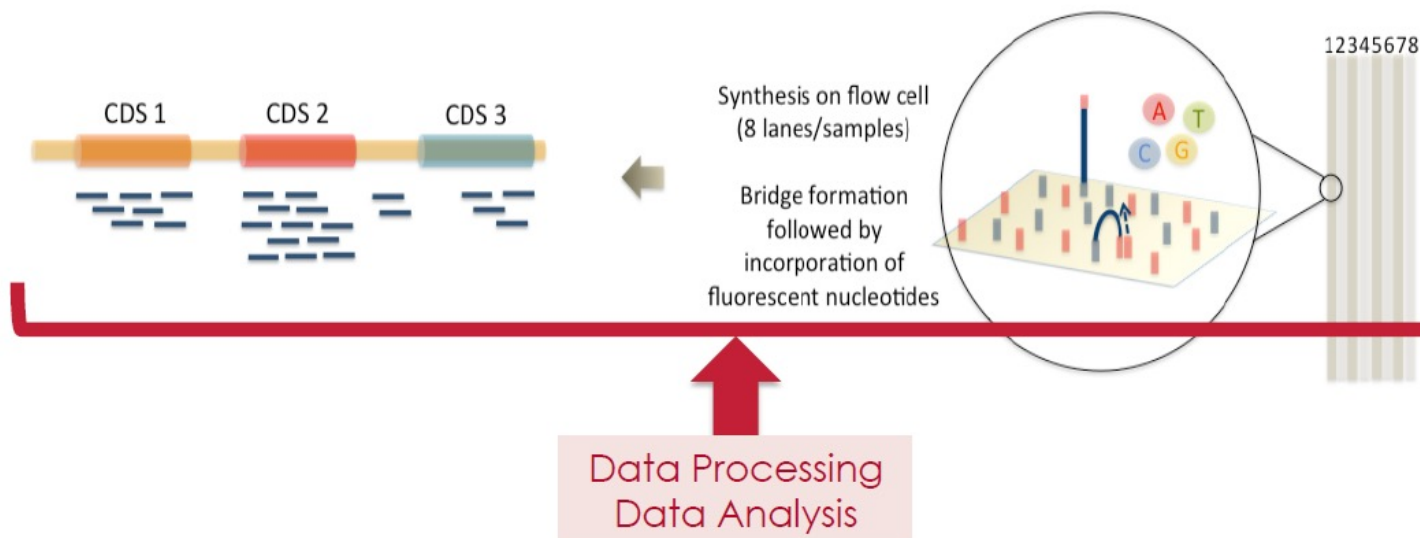 CDS 1
CDS 2
CDS 3
Synthesis on flow cell
(8 lanes/samples)
Bridge formation
followed by
incorporation of
fluorescent nucleotides
A
T
C
G
12345678
Data Processing
Data Analysis